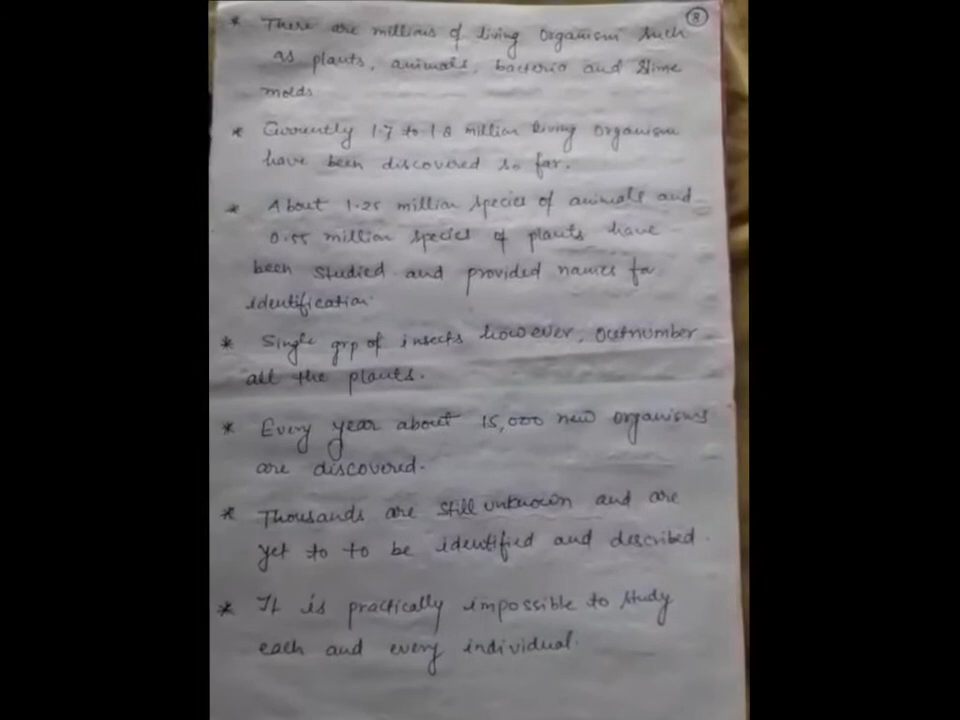 8
* There are millions of living organism such
as plants, animals, bacteria and slime
molds
* Currently 1.7 to 1.8 million living organism
have been discovered so far.
* About 1.25 million species of animals and
0.55 million species of plants have
been studied and provided names for
identification.
* Single grp of insects however, outnumber
all the plants.
* Every year about 15,000 new organisms
are discovered.
* Thousands are still unknown and are
yet to to be identified and described.
* It is practically impossible to study
each and every individual.